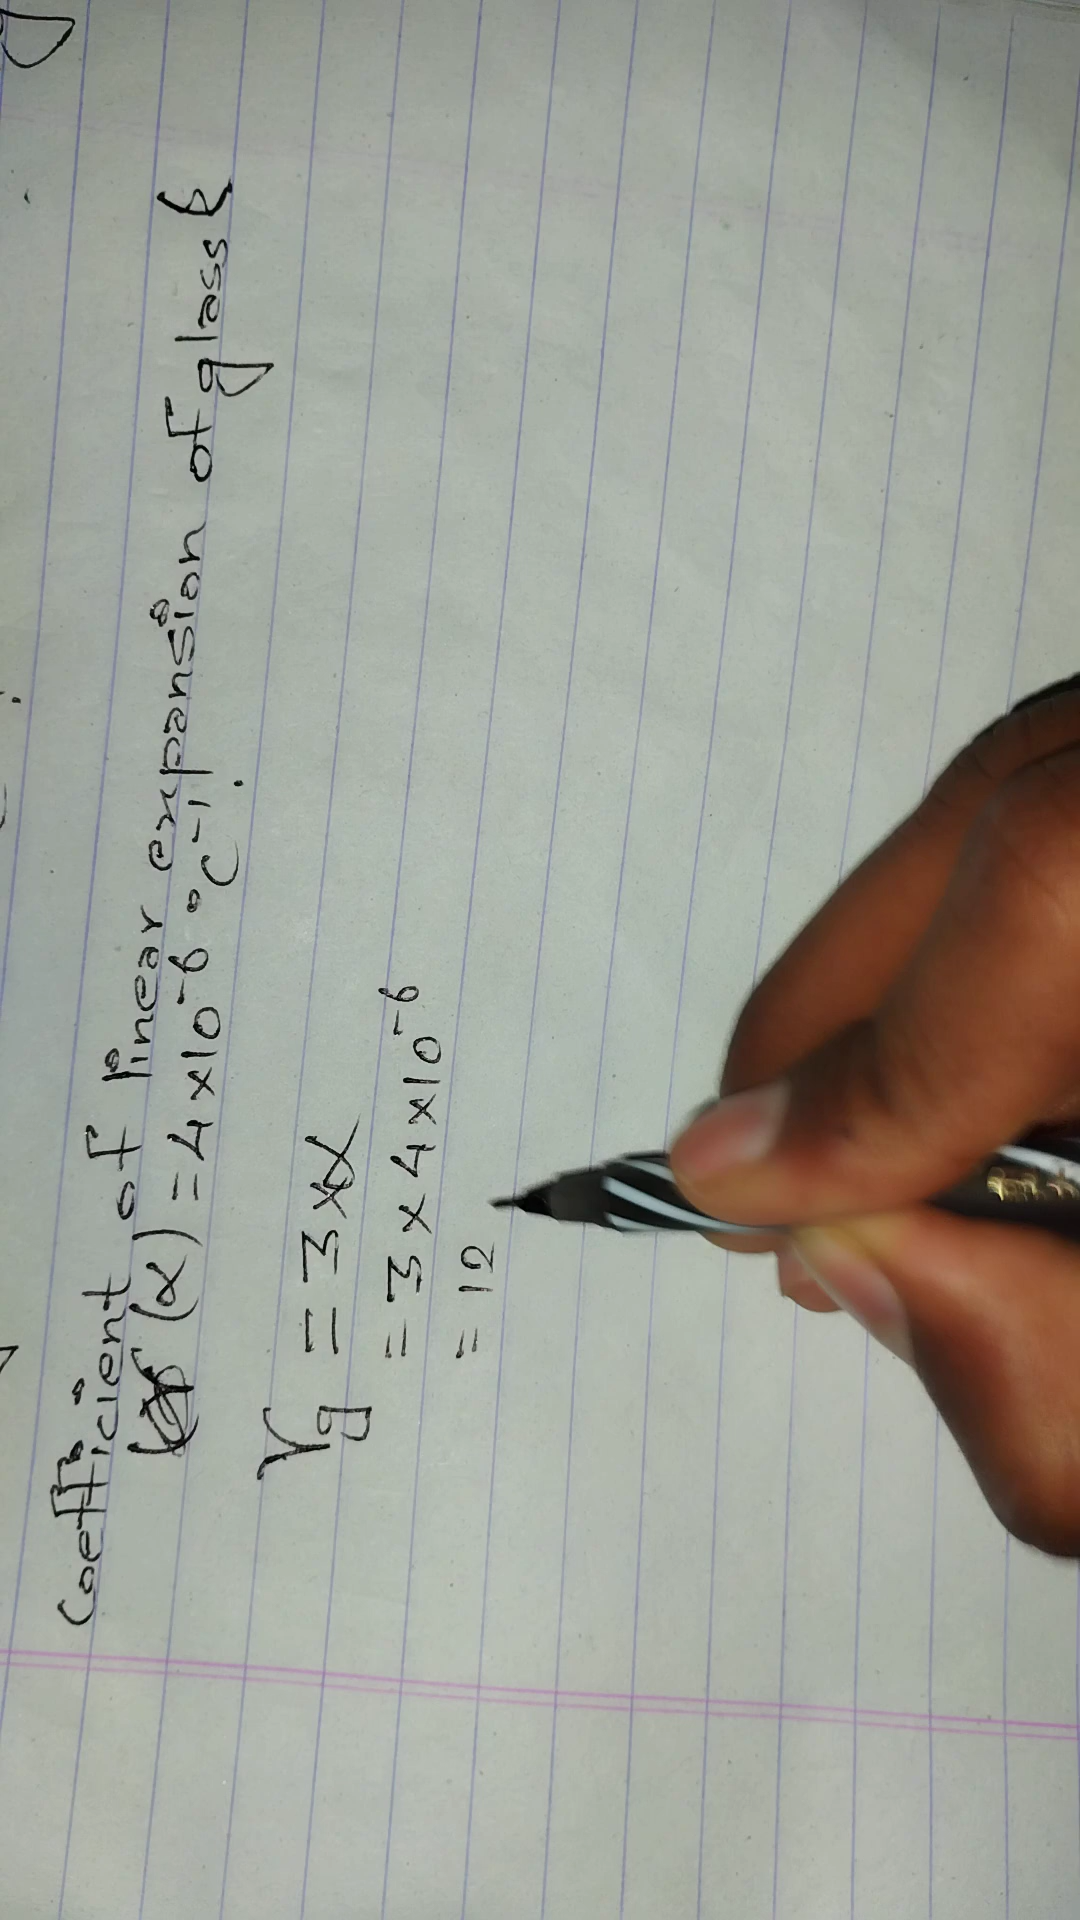 Coefficient of linear expansion of glass
(α) = 4×10⁻⁶ °C⁻¹.
γg = 3×α
= 3×4×10⁻⁶
= 12